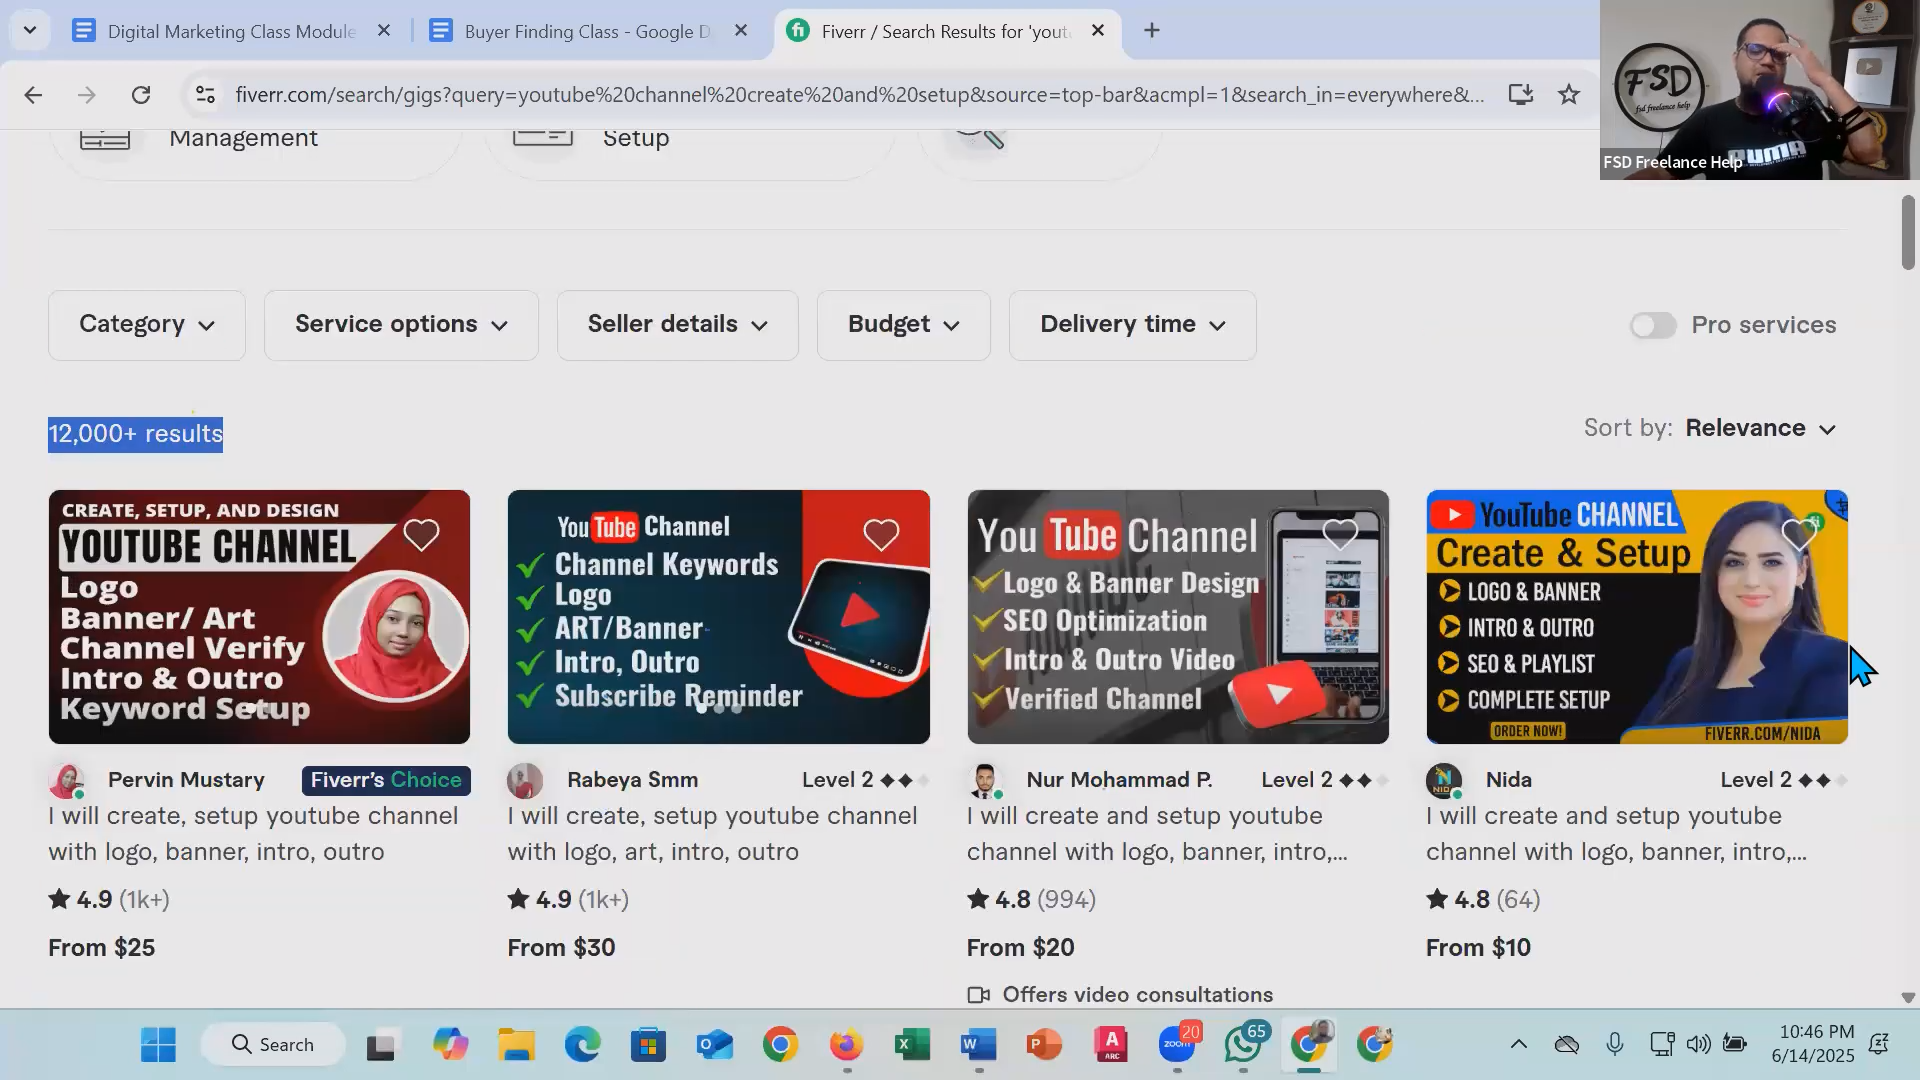 Digital Marketing Class Module
Buyer Finding Class - Google D
Fiverr / Search Results for 'yout
fiverr.com/search/gigs?query=youtube%20channel%20create%20and%20setup&source=top-bar&acmpl=1&search_in=everywhere&...
FSD
fsd freelance help
PUMA
FSD Freelance Help
Management
Setup
Category
Service options
Seller details
Budget
Delivery time
Pro services
12,000+ results
Sort by: Relevance
CREATE, SETUP, AND DESIGN
YOUTUBE CHANNEL
Logo
Banner/ Art
Channel Verify
Intro & Outro
Keyword Setup
YouTube Channel
Channel Keywords
Logo
ART/Banner
Intro, Outro
Subscribe Reminder
YouTube Channel
Logo & Banner Design
SEO Optimization
Intro & Outro Video
Verified Channel
YouTube CHANNEL
Create & Setup
LOGO & BANNER
INTRO & OUTRO
SEO & PLAYLIST
COMPLETE SETUP
ORDER NOW!
FIVERR.COM/NIDA
Pervin Mustary
Fiverr's Choice
I will create, setup youtube channel
with logo, banner, intro, outro
4.9 (1k+)
From $25
Rabeya Smm
Level 2
I will create, setup youtube channel
with logo, art, intro, outro
4.9 (1k+)
From $30
Nur Mohammad P.
Level 2
I will create and setup youtube
channel with logo, banner, intro,...
4.8 (994)
From $20
Offers video consultations
Nida
Level 2
I will create and setup youtube
channel with logo, banner, intro,...
4.8 (64)
From $10
Search
20
zoom
65
10:46 PM
6/14/2025